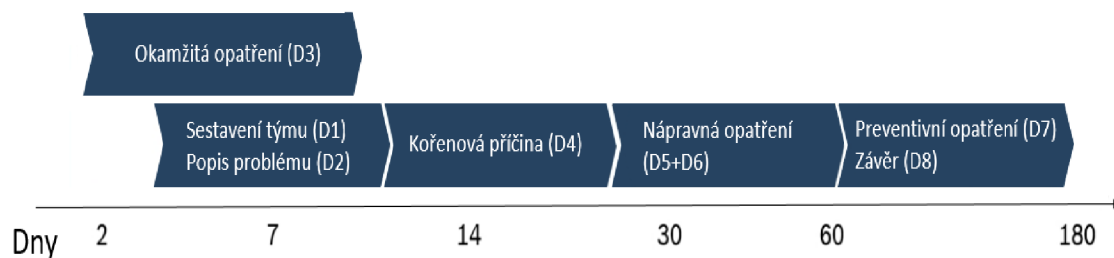 Okamžitá opatření (D3)
Sestavení týmu (D1)
Popis problému (D2)
Kořenová příčina (D4)
Nápravná opatření
(D5+D6)
Preventivní opatření (D7)
Závěr (D8)
Dny 2 7 14 30 60 180